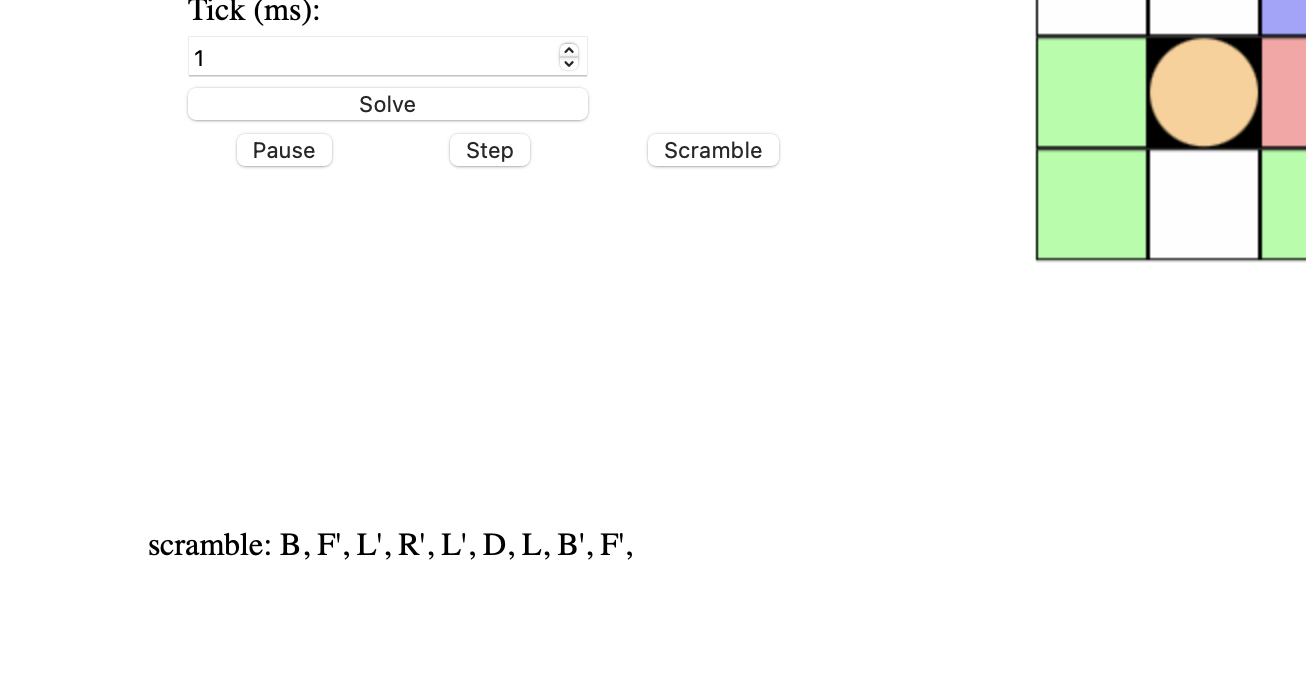 Tick (ms):
1
Solve
Pause Step Scramble
scramble: B, F', L', R', L', D, L, B', F',